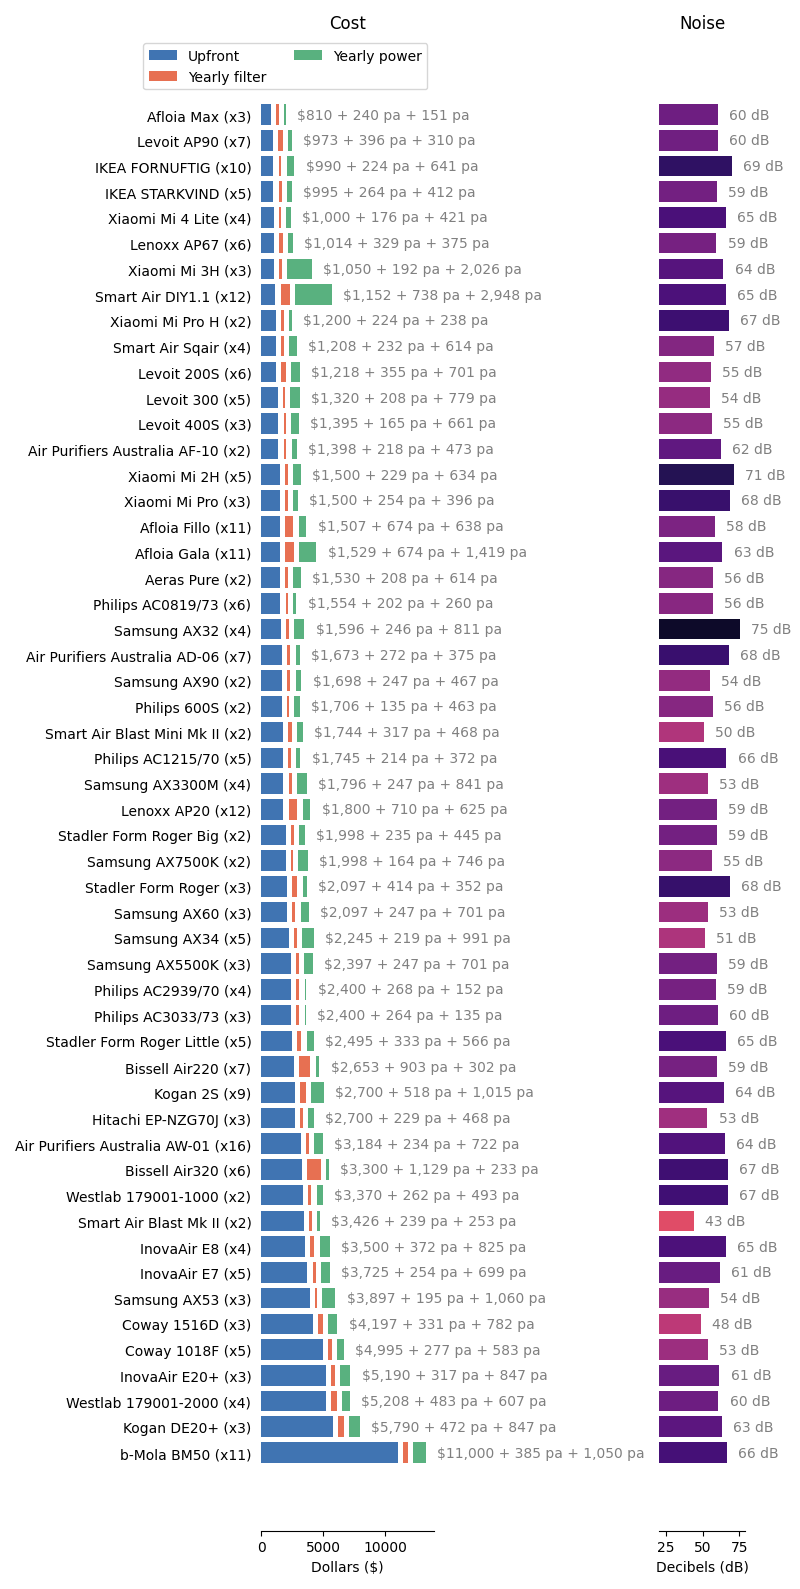 Cost Noise
Upfront Yearly power
Yearly filter
Afloia Max (x3) $810 + 240 pa + 151 pa 60 dB
Levoit AP90 (x7) $973 + 396 pa + 310 pa 60 dB
IKEA FORNUFTIG (x10) $990 + 224 pa + 641 pa 69 dB
IKEA STARKVIND (x5) $995 + 264 pa + 412 pa 59 dB
Xiaomi Mi 4 Lite (x4) $1,000 + 176 pa + 421 pa 65 dB
Lenoxx AP67 (x6) $1,014 + 329 pa + 375 pa 59 dB
Xiaomi Mi 3H (x3) $1,050 + 192 pa + 2,026 pa 64 dB
Smart Air DIY1.1 (x12) $1,152 + 738 pa + 2,948 pa 65 dB
Xiaomi Mi Pro H (x2) $1,200 + 224 pa + 238 pa 67 dB
Smart Air Sqair (x4) $1,208 + 232 pa + 614 pa 57 dB
Levoit 200S (x6) $1,218 + 355 pa + 701 pa 55 dB
Levoit 300 (x5) $1,320 + 208 pa + 779 pa 54 dB
Levoit 400S (x3) $1,395 + 165 pa + 661 pa 55 dB
Air Purifiers Australia AF-10 (x2) $1,398 + 218 pa + 473 pa 62 dB
Xiaomi Mi 2H (x5) $1,500 + 229 pa + 634 pa 71 dB
Xiaomi Mi Pro (x3) $1,500 + 254 pa + 396 pa 68 dB
Afloia Fillo (x11) $1,507 + 674 pa + 638 pa 58 dB
Afloia Gala (x11) $1,529 + 674 pa + 1,419 pa 63 dB
Aeras Pure (x2) $1,530 + 208 pa + 614 pa 56 dB
Philips AC0819/73 (x6) $1,554 + 202 pa + 260 pa 56 dB
Samsung AX32 (x4) $1,596 + 246 pa + 811 pa 75 dB
Air Purifiers Australia AD-06 (x7) $1,673 + 272 pa + 375 pa 68 dB
Samsung AX90 (x2) $1,698 + 247 pa + 467 pa 54 dB
Philips 600S (x2) $1,706 + 135 pa + 463 pa 56 dB
Smart Air Blast Mini Mk II (x2) $1,744 + 317 pa + 468 pa 50 dB
Philips AC1215/70 (x5) $1,745 + 214 pa + 372 pa 66 dB
Samsung AX3300M (x4) $1,796 + 247 pa + 841 pa 53 dB
Lenoxx AP20 (x12) $1,800 + 710 pa + 625 pa 59 dB
Stadler Form Roger Big (x2) $1,998 + 235 pa + 445 pa 59 dB
Samsung AX7500K (x2) $1,998 + 164 pa + 746 pa 55 dB
Stadler Form Roger (x3) $2,097 + 414 pa + 352 pa 68 dB
Samsung AX60 (x3) $2,097 + 247 pa + 701 pa 53 dB
Samsung AX34 (x5) $2,245 + 219 pa + 991 pa 51 dB
Samsung AX5500K (x3) $2,397 + 247 pa + 701 pa 59 dB
Philips AC2939/70 (x4) $2,400 + 268 pa + 152 pa 59 dB
Philips AC3033/73 (x3) $2,400 + 264 pa + 135 pa 60 dB
Stadler Form Roger Little (x5) $2,495 + 333 pa + 566 pa 65 dB
Bissell Air220 (x7) $2,653 + 903 pa + 302 pa 59 dB
Kogan 2S (x9) $2,700 + 518 pa + 1,015 pa 64 dB
Hitachi EP-NZG70J (x3) $2,700 + 229 pa + 468 pa 53 dB
Air Purifiers Australia AW-01 (x16) $3,184 + 234 pa + 722 pa 64 dB
Bissell Air320 (x6) $3,300 + 1,129 pa + 233 pa 67 dB
Westlab 179001-1000 (x2) $3,370 + 262 pa + 493 pa 67 dB
Smart Air Blast Mk II (x2) $3,426 + 239 pa + 253 pa 43 dB
InovaAir E8 (x4) $3,500 + 372 pa + 825 pa 65 dB
InovaAir E7 (x5) $3,725 + 254 pa + 699 pa 61 dB
Samsung AX53 (x3) $3,897 + 195 pa + 1,060 pa 54 dB
Coway 1516D (x3) $4,197 + 331 pa + 782 pa 48 dB
Coway 1018F (x5) $4,995 + 277 pa + 583 pa 53 dB
InovaAir E20+ (x3) $5,190 + 317 pa + 847 pa 61 dB
Westlab 179001-2000 (x4) $5,208 + 483 pa + 607 pa 60 dB
Kogan DE20+ (x3) $5,790 + 472 pa + 847 pa 63 dB
b-Mola BM50 (x11) $11,000 + 385 pa + 1,050 pa 66 dB
0 5000 10000 25 50 75
Dollars ($) Decibels (dB)